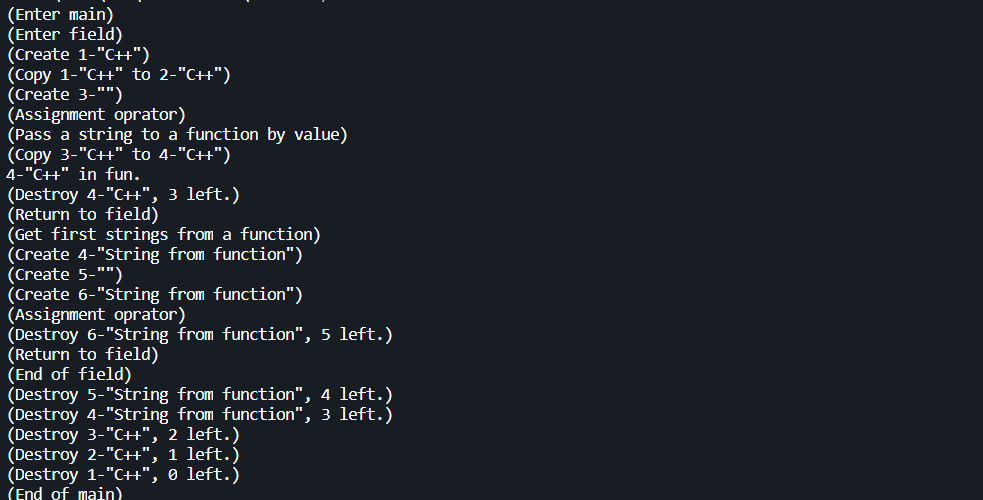 (Enter main)
(Enter field)
(Create 1-"C++")
(Copy 1-"C++" to 2-"C++")
(Create 3-"")
(Assignment oprator)
(Pass a string to a function by value)
(Copy 3-"C++" to 4-"C++")
4-"C++" in fun.
(Destroy 4-"C++", 3 left.)
(Return to field)
(Get first strings from a function)
(Create 4-"String from function")
(Create 5-"")
(Create 6-"String from function")
(Assignment oprator)
(Destroy 6-"String from function", 5 left.)
(Return to field)
(End of field)
(Destroy 5-"String from function", 4 left.)
(Destroy 4-"String from function", 3 left.)
(Destroy 3-"C++", 2 left.)
(Destroy 2-"C++", 1 left.)
(Destroy 1-"C++", 0 left.)
(End of main)